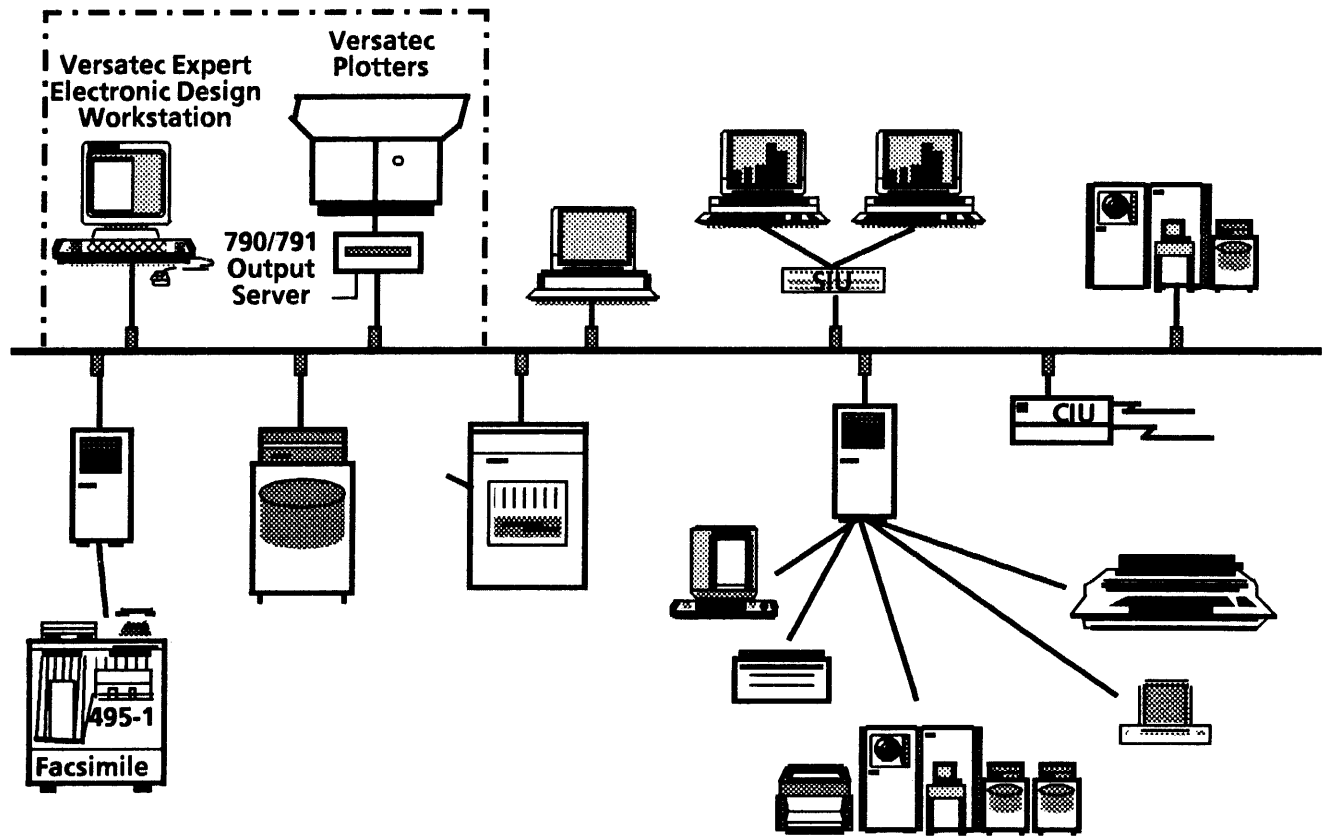 Versatec Expert
Electronic Design
Workstation
Versatec
Plotters
790/791
Output
Server
SIU
CIU
495-1
Facsimile